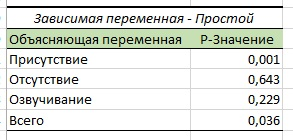 Зависимая переменная - Простой
Объясняющая переменная Р-Значение
Присутствие 0,001
Отсутствие 0,643
Озвучивание 0,229
Всего 0,036